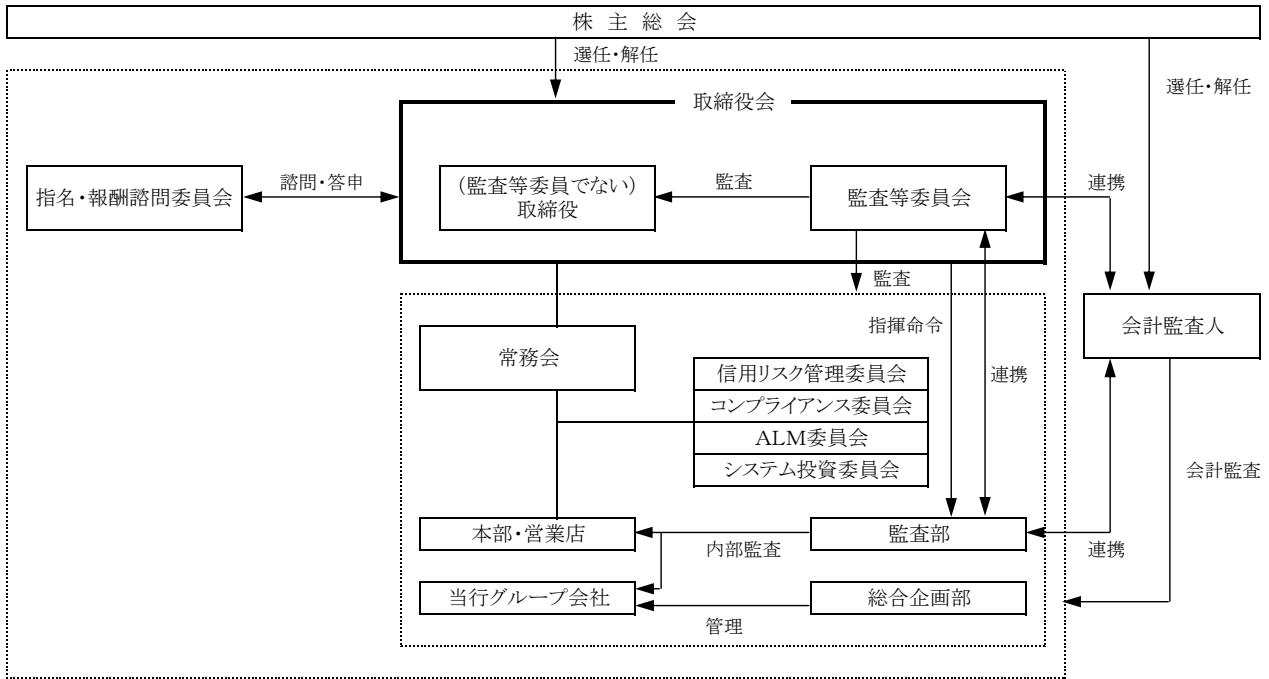 株主総会
選任・解任
選任・解任
取締役会
指名・報酬諮問委員会
諮問・答申
（監査等委員でない）
取締役
監査
監査等委員会
連携
監査
会計監査人
常務会
指揮命令
連携
信用リスク管理委員会
コンプライアンス委員会
ALM委員会
システム投資委員会
会計監査
本部・営業店
内部監査
監査部
連携
当行グループ会社
管理
総合企画部